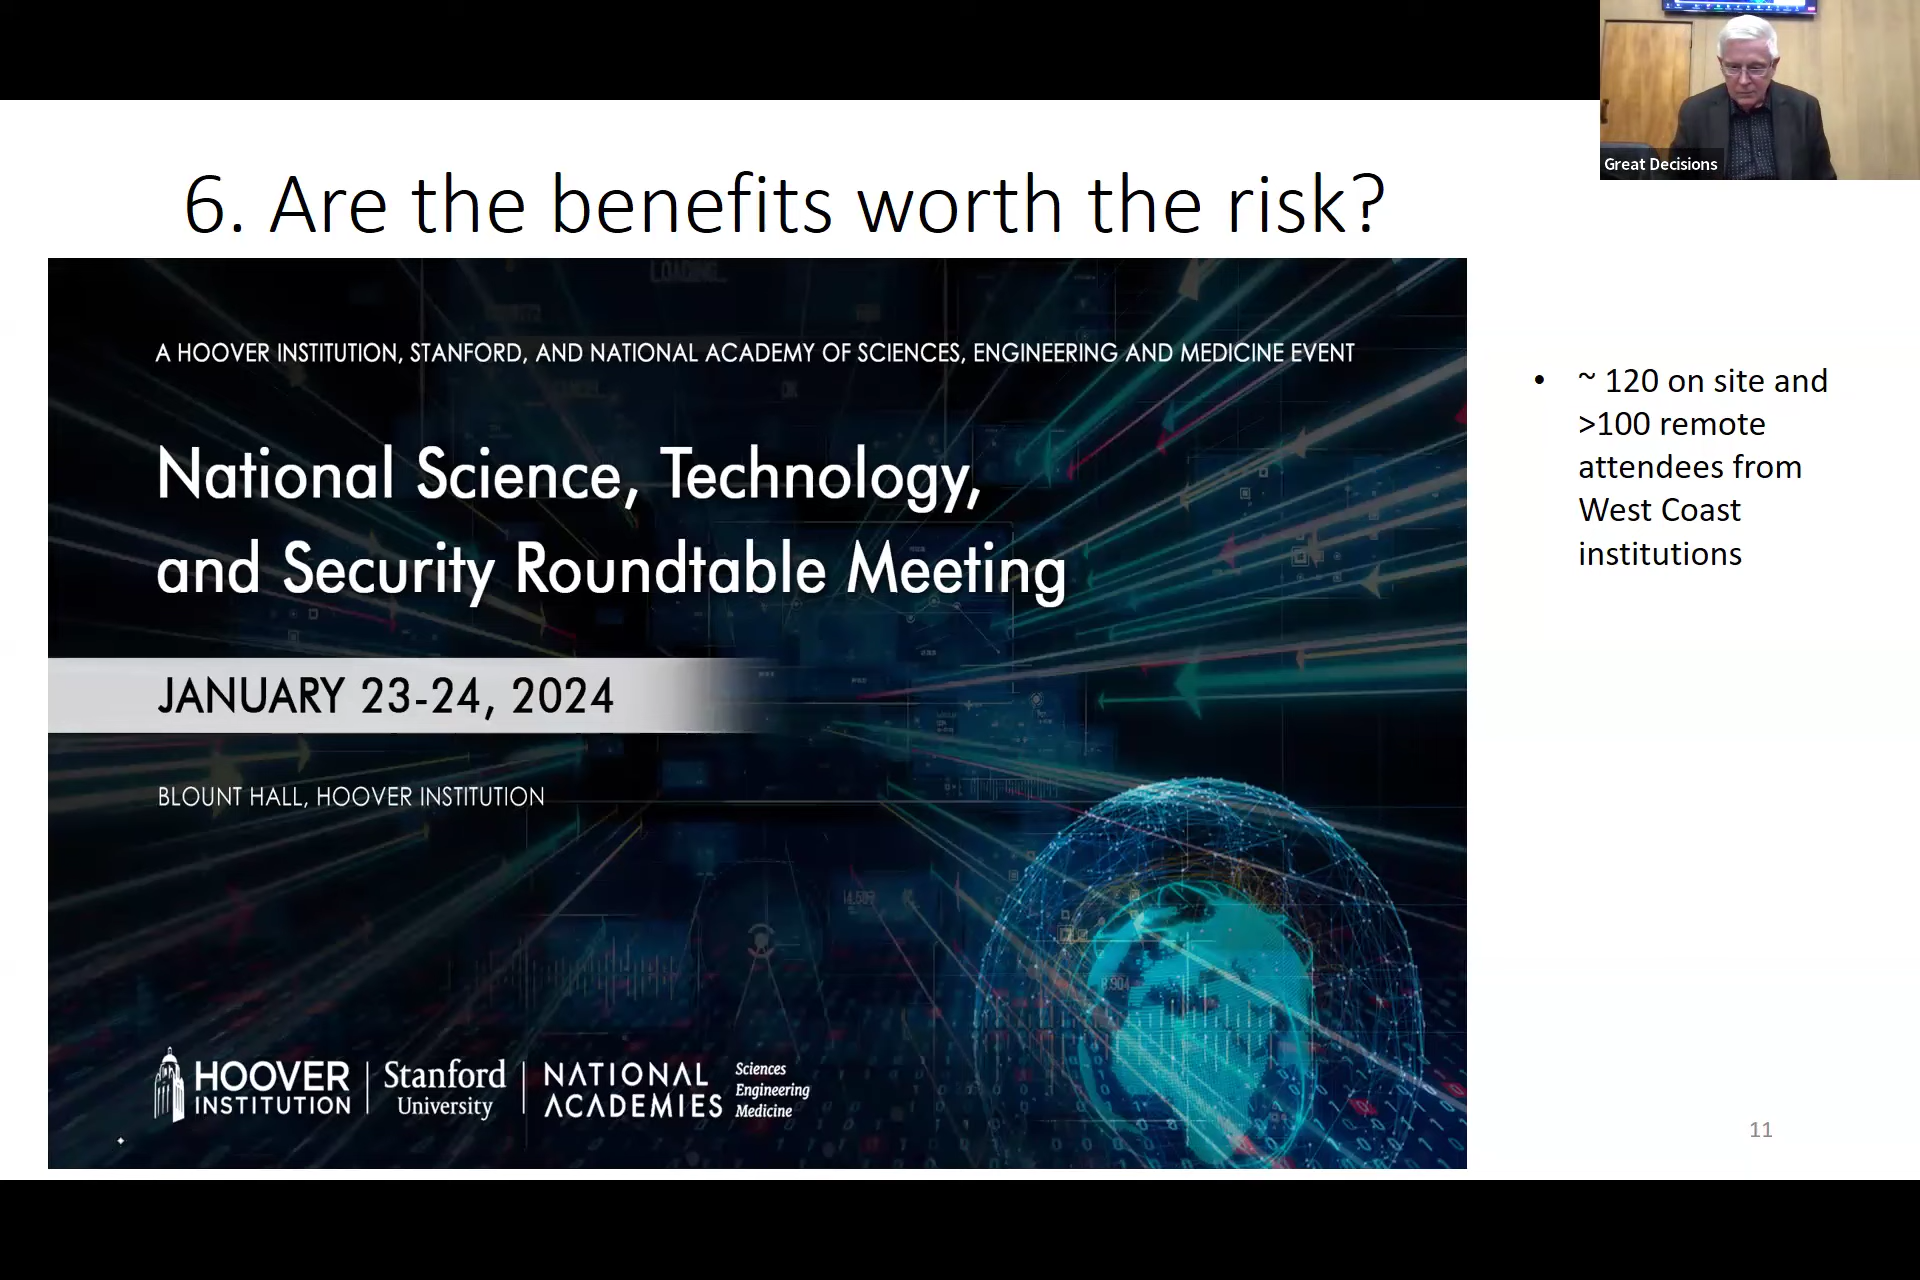 Great Decisions
6. Are the benefits worth the risk?
LOADING...
A HOOVER INSTITUTION, STANFORD, AND NATIONAL ACADEMY OF SCIENCES, ENGINEERING AND MEDICINE EVENT
National Science, Technology,
and Security Roundtable Meeting
JANUARY 23-24, 2024
BLOUNT HALL, HOOVER INSTITUTION
HOOVER
INSTITUTION
Stanford
University
NATIONAL
ACADEMIES
Sciences
Engineering
Medicine
• ~ 120 on site and
>100 remote
attendees from
West Coast
institutions
11